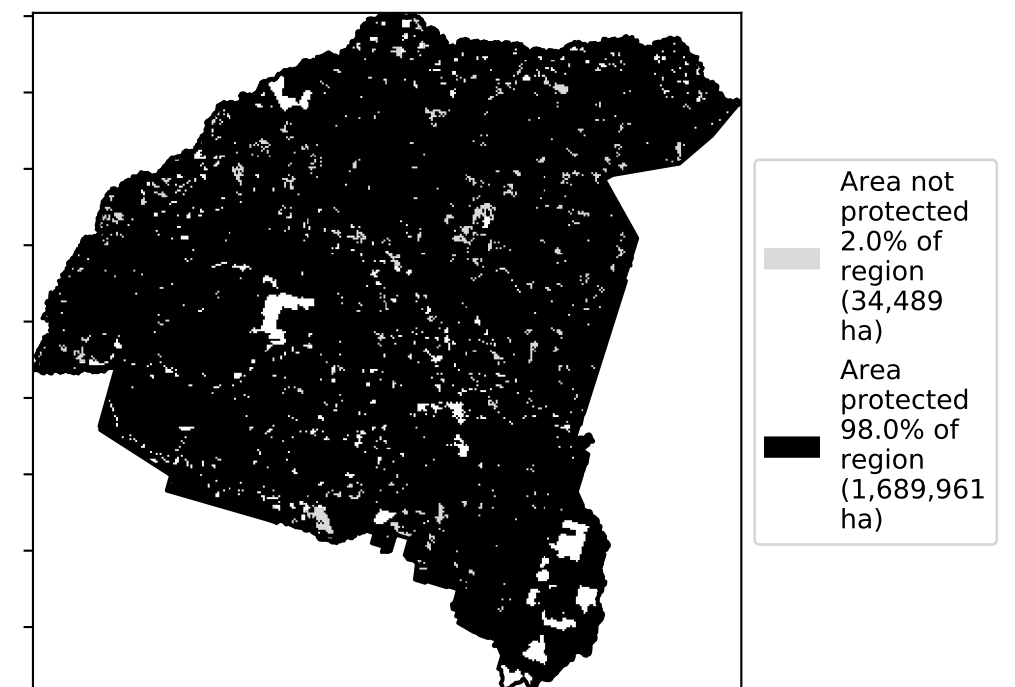 Area not
protected
2.0% of
region
(34,489
ha)
Area
protected
98.0% of
region
(1,689,961
ha)